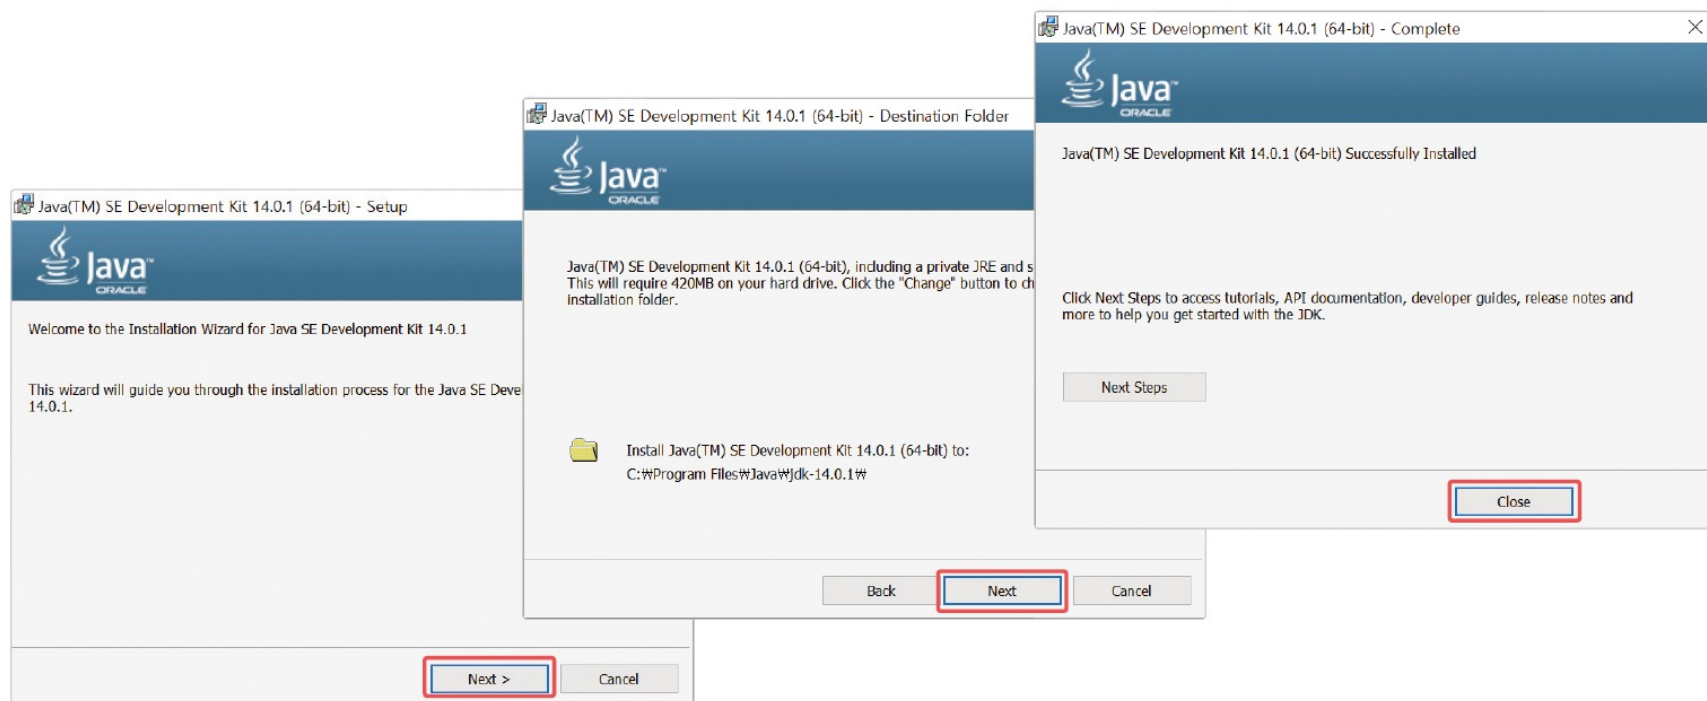 Java(TM) SE Development Kit 14.0.1 (64-bit) - Setup
Java™
ORACLE
Welcome to the Installation Wizard for Java SE Development Kit 14.0.1
This wizard will guide you through the installation process for the Java SE Deve
14.0.1.
Next >
Cancel
Java(TM) SE Development Kit 14.0.1 (64-bit) - Destination Folder
Java™
ORACLE
Java(TM) SE Development Kit 14.0.1 (64-bit), including a private JRE and s
This will require 420MB on your hard drive. Click the "Change" button to ch
installation folder.
Install Java(TM) SE Development Kit 14.0.1 (64-bit) to:
C:₩Program Files₩Java₩jdk-14.0.1₩
Back
Next
Cancel
Java(TM) SE Development Kit 14.0.1 (64-bit) - Complete
Java™
ORACLE
Java(TM) SE Development Kit 14.0.1 (64-bit) Successfully Installed
Click Next Steps to access tutorials, API documentation, developer guides, release notes and
more to help you get started with the JDK.
Next Steps
Close